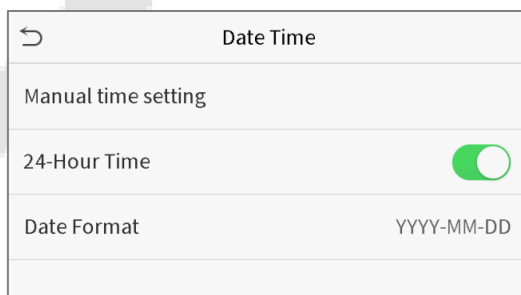 Date Time
Manual time setting
24-Hour Time
Date Format YYYY-MM-DD